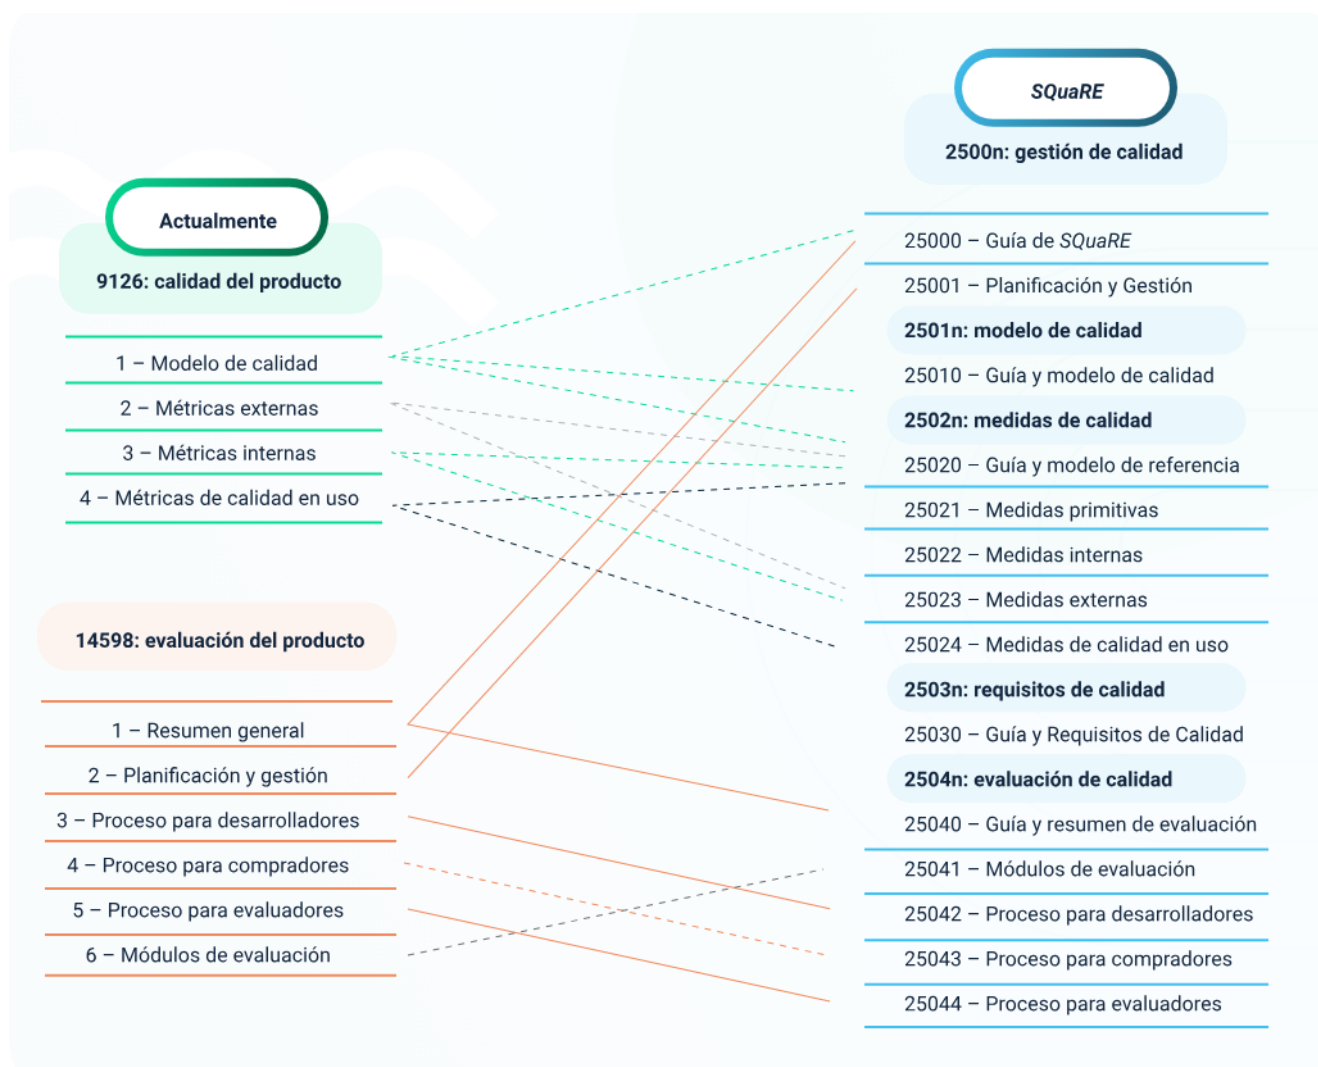 Actualmente
9126: calidad del producto
1 – Modelo de calidad
2 – Métricas externas
3 – Métricas internas
4 – Métricas de calidad en uso
14598: evaluación del producto
1 – Resumen general
2 – Planificación y gestión
3 – Proceso para desarrolladores
4 – Proceso para compradores
5 – Proceso para evaluadores
6 – Módulos de evaluación
SQuaRE
2500n: gestión de calidad
25000 – Guía de SQuaRE
25001 – Planificación y Gestión
2501n: modelo de calidad
25010 – Guía y modelo de calidad
2502n: medidas de calidad
25020 – Guía y modelo de referencia
25021 – Medidas primitivas
25022 – Medidas internas
25023 – Medidas externas
25024 – Medidas de calidad en uso
2503n: requisitos de calidad
25030 – Guía y Requisitos de Calidad
2504n: evaluación de calidad
25040 – Guía y resumen de evaluación
25041 – Módulos de evaluación
25042 – Proceso para desarrolladores
25043 – Proceso para compradores
25044 – Proceso para evaluadores